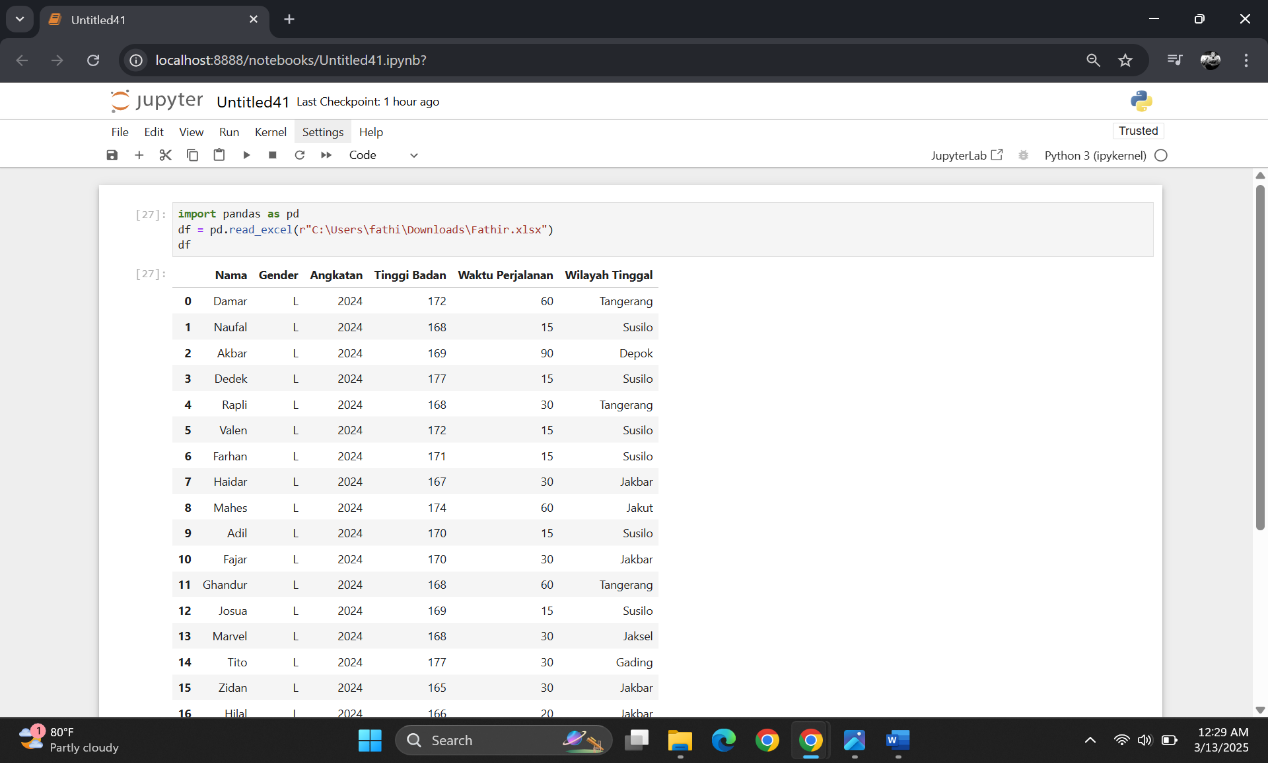 Untitled41
localhost:8888/notebooks/Untitled41.ipynb?
jupyter Untitled41 Last Checkpoint: 1 hour ago
File Edit View Run Kernel Settings Help
Trusted
Code
JupyterLab Python 3 (ipykernel)
[27]: import pandas as pd
df = pd.read_excel(r"C:\Users\fathi\Downloads\Fathir.xlsx")
df
[27]: Nama Gender Angkatan Tinggi Badan Waktu Perjalanan Wilayah Tinggal
0 Damar L 2024 172 60 Tangerang
1 Naufal L 2024 168 15 Susilo
2 Akbar L 2024 169 90 Depok
3 Dedek L 2024 177 15 Susilo
4 Rapli L 2024 168 30 Tangerang
5 Valen L 2024 172 15 Susilo
6 Farhan L 2024 171 15 Susilo
7 Haidar L 2024 167 30 Jakbar
8 Mahes L 2024 174 60 Jakut
9 Adil L 2024 170 15 Susilo
10 Fajar L 2024 170 30 Jakbar
11 Ghandur L 2024 168 60 Tangerang
12 Josua L 2024 169 15 Susilo
13 Marvel L 2024 168 30 Jaksel
14 Tito L 2024 177 30 Gading
15 Zidan L 2024 165 30 Jakbar
16 Hilal L 2024 166 20 Jakbar
1
80°F
Partly cloudy
Search
W
12:29 AM
3/13/2025